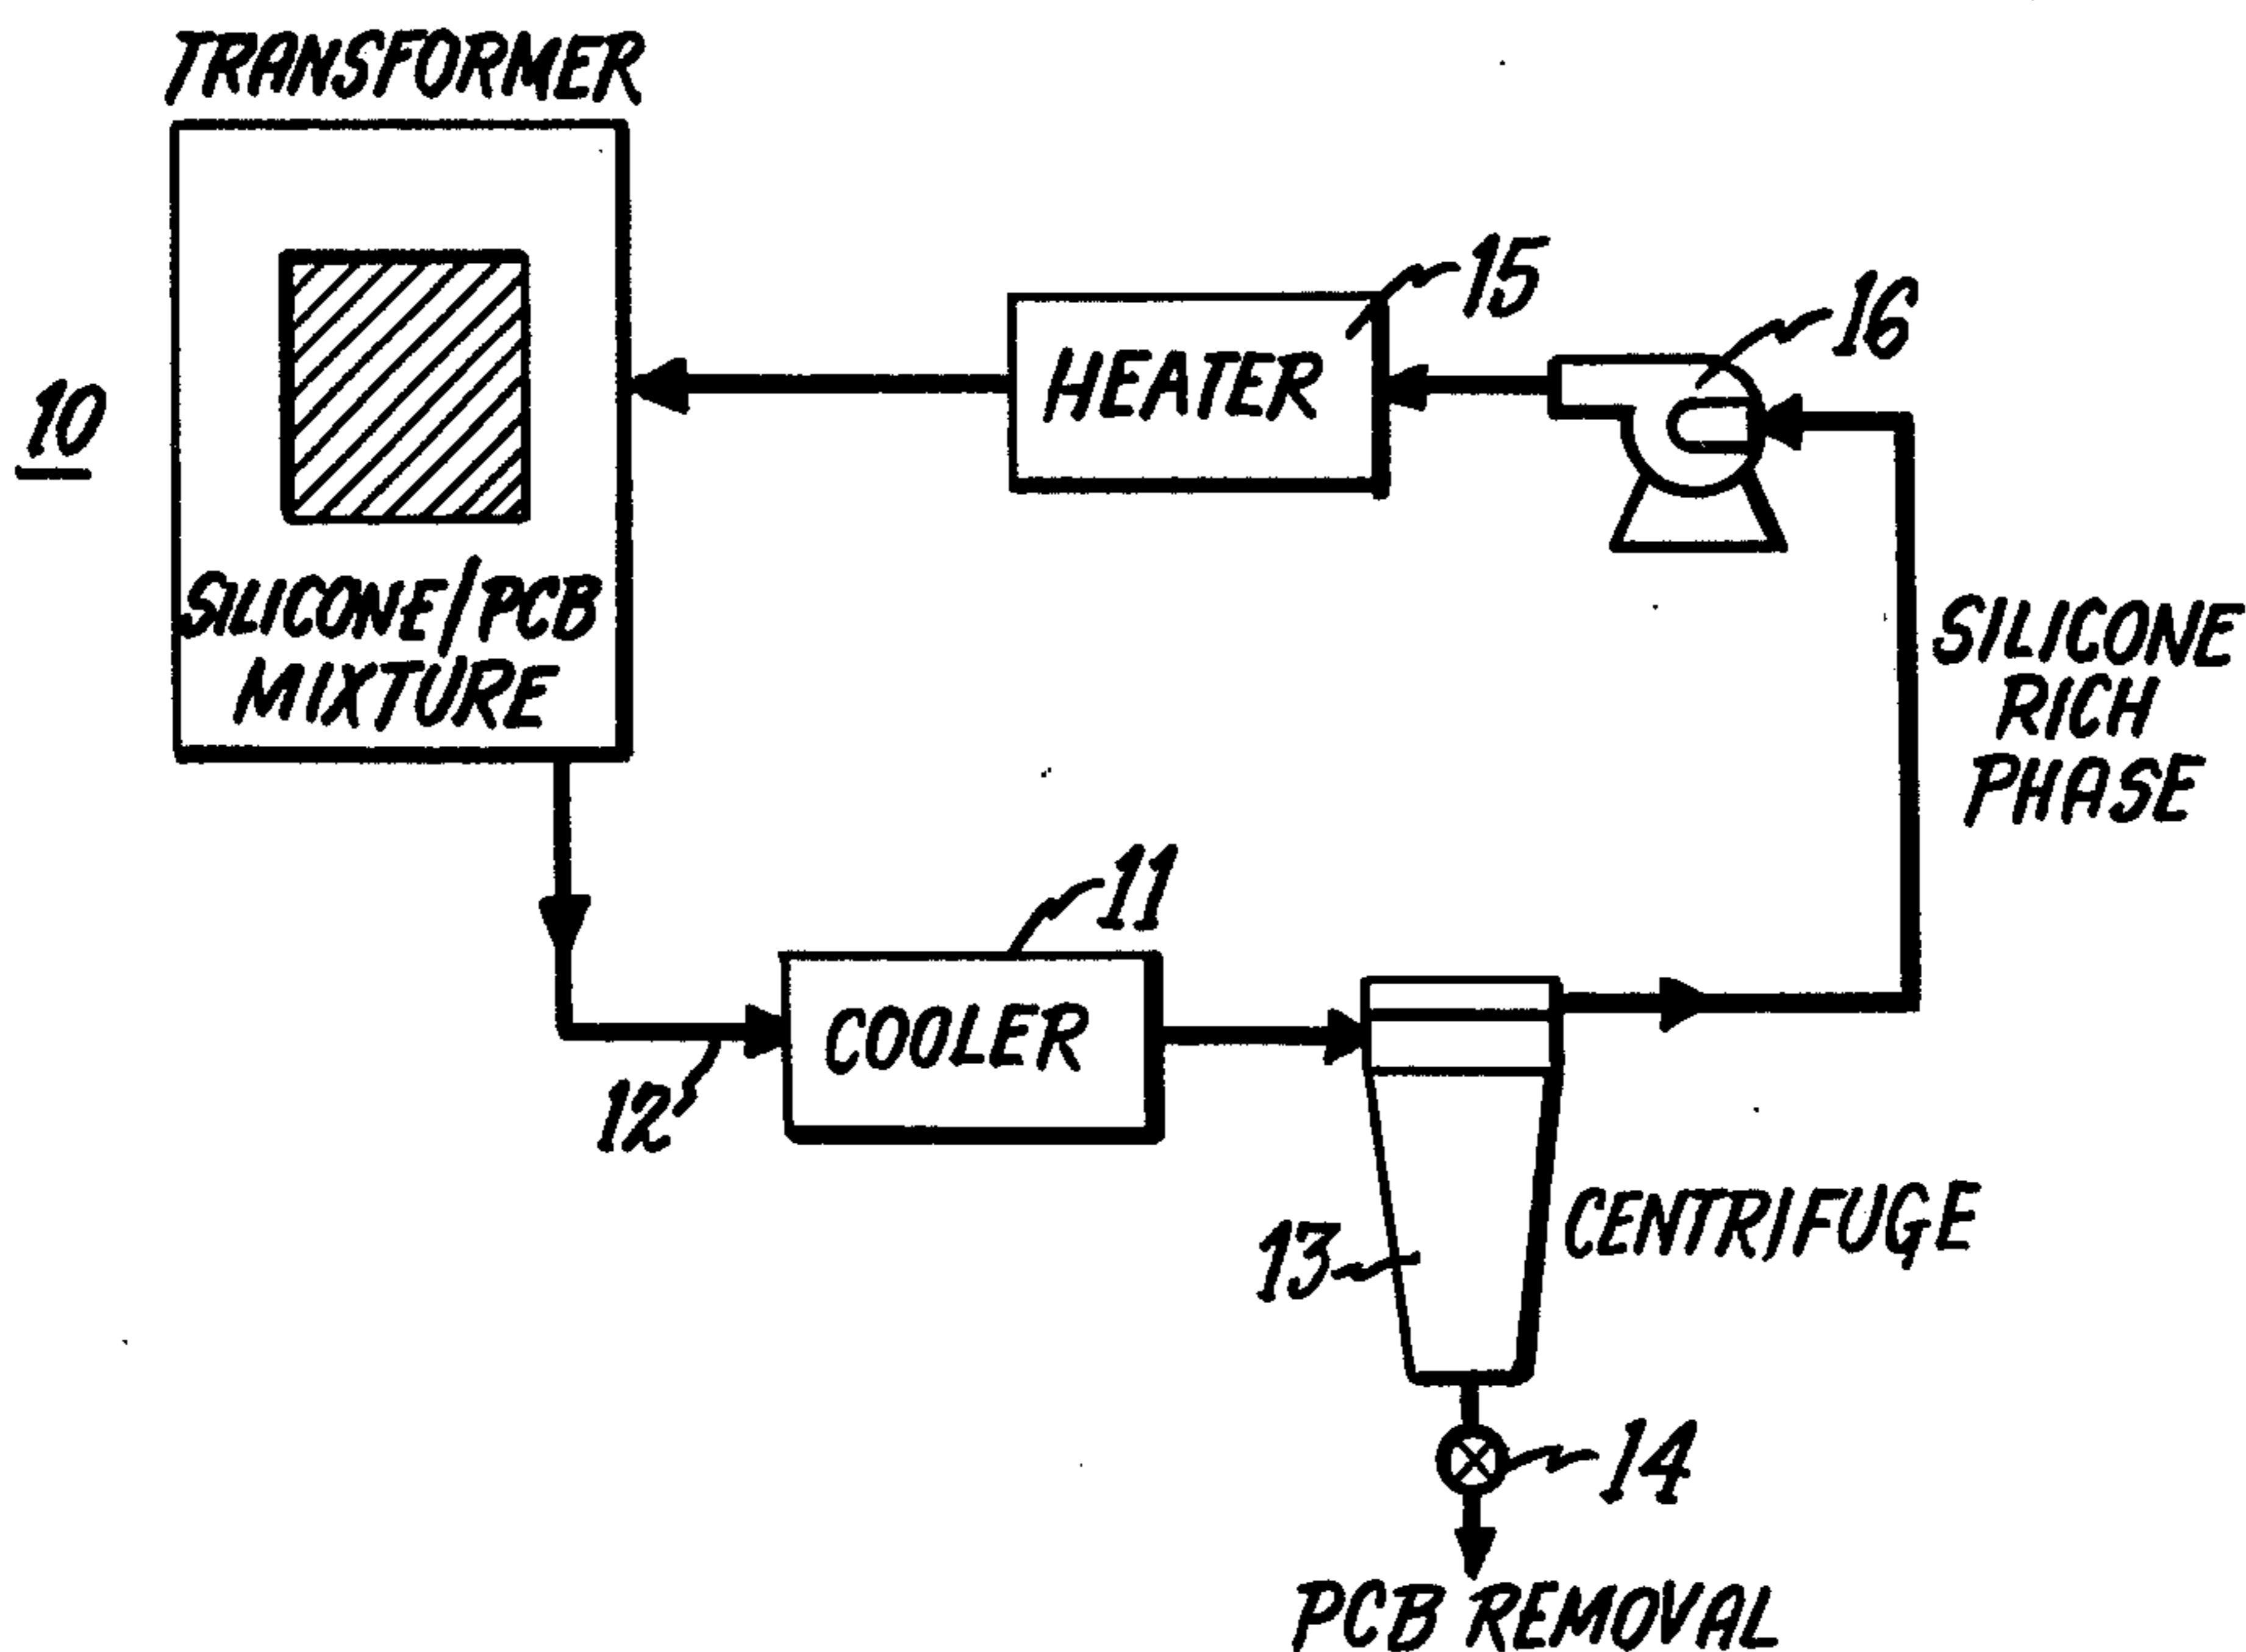 TRANSFORMER
10
SILICONE/PCB
MIXTURE
HEATER
15
16
SILICONE
RICH
PHASE
11
COOLER
12
13
CENTRIFUGE
14
PCB REMOVAL